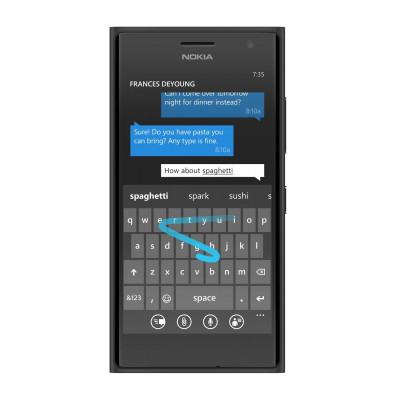 NOKIA
7:35
FRANCES DEYOUNG
Can I come over tomorrow
night for dinner instead?
8:10a
Sure! Do you have pasta you
can bring? Any type is fine.
8:10a
How about spaghetti
spaghetti spark sushi s
q w e r t y u i o p
a s d f g h j k l
z x c v b n m
&123 , space .